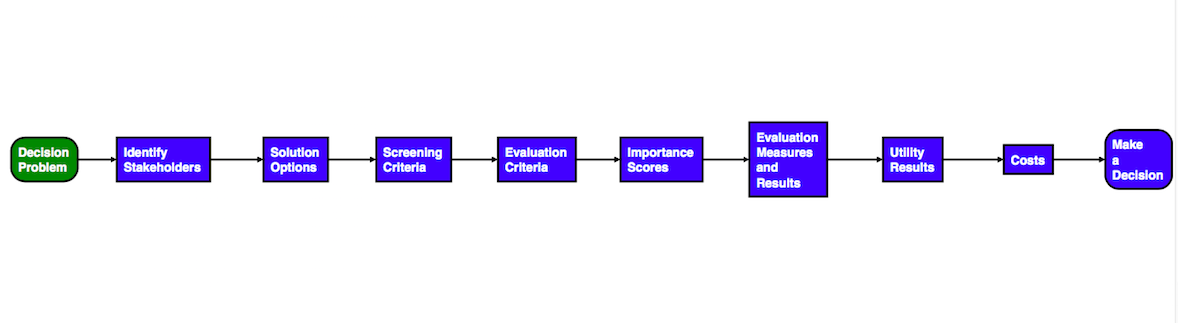 Decision
Problem
Identify
Stakeholders
Solution
Options
Screening
Criteria
Evaluation
Criteria
Importance
Scores
Evaluation
Measures
and
Results
Utility
Results
Costs
Make
a
Decision